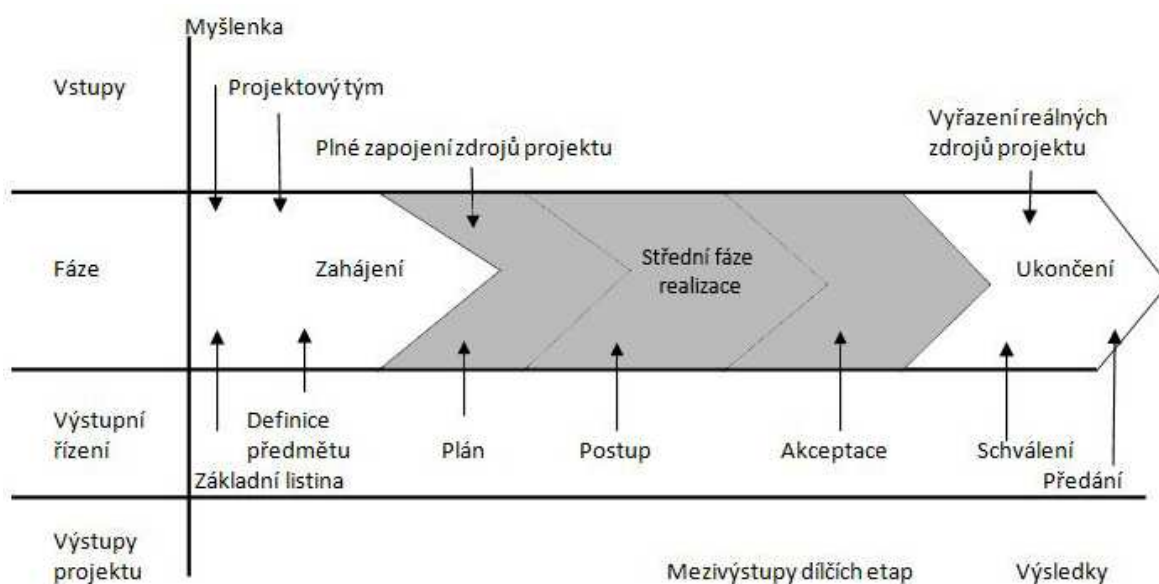 Myšlenka
Vstupy
Projektový tým
Plné zapojení zdrojů projektu
Vyřazení reálných
zdrojů projektu
Fáze
Zahájení
Střední fáze
realizace
Ukončení
Výstupní
řízení
Základní listina
Definice
předmětu
Plán
Postup
Akceptace
Schválení
Předání
Výstupy
projektu
Mezivýstupy dílčích etap
Výsledky